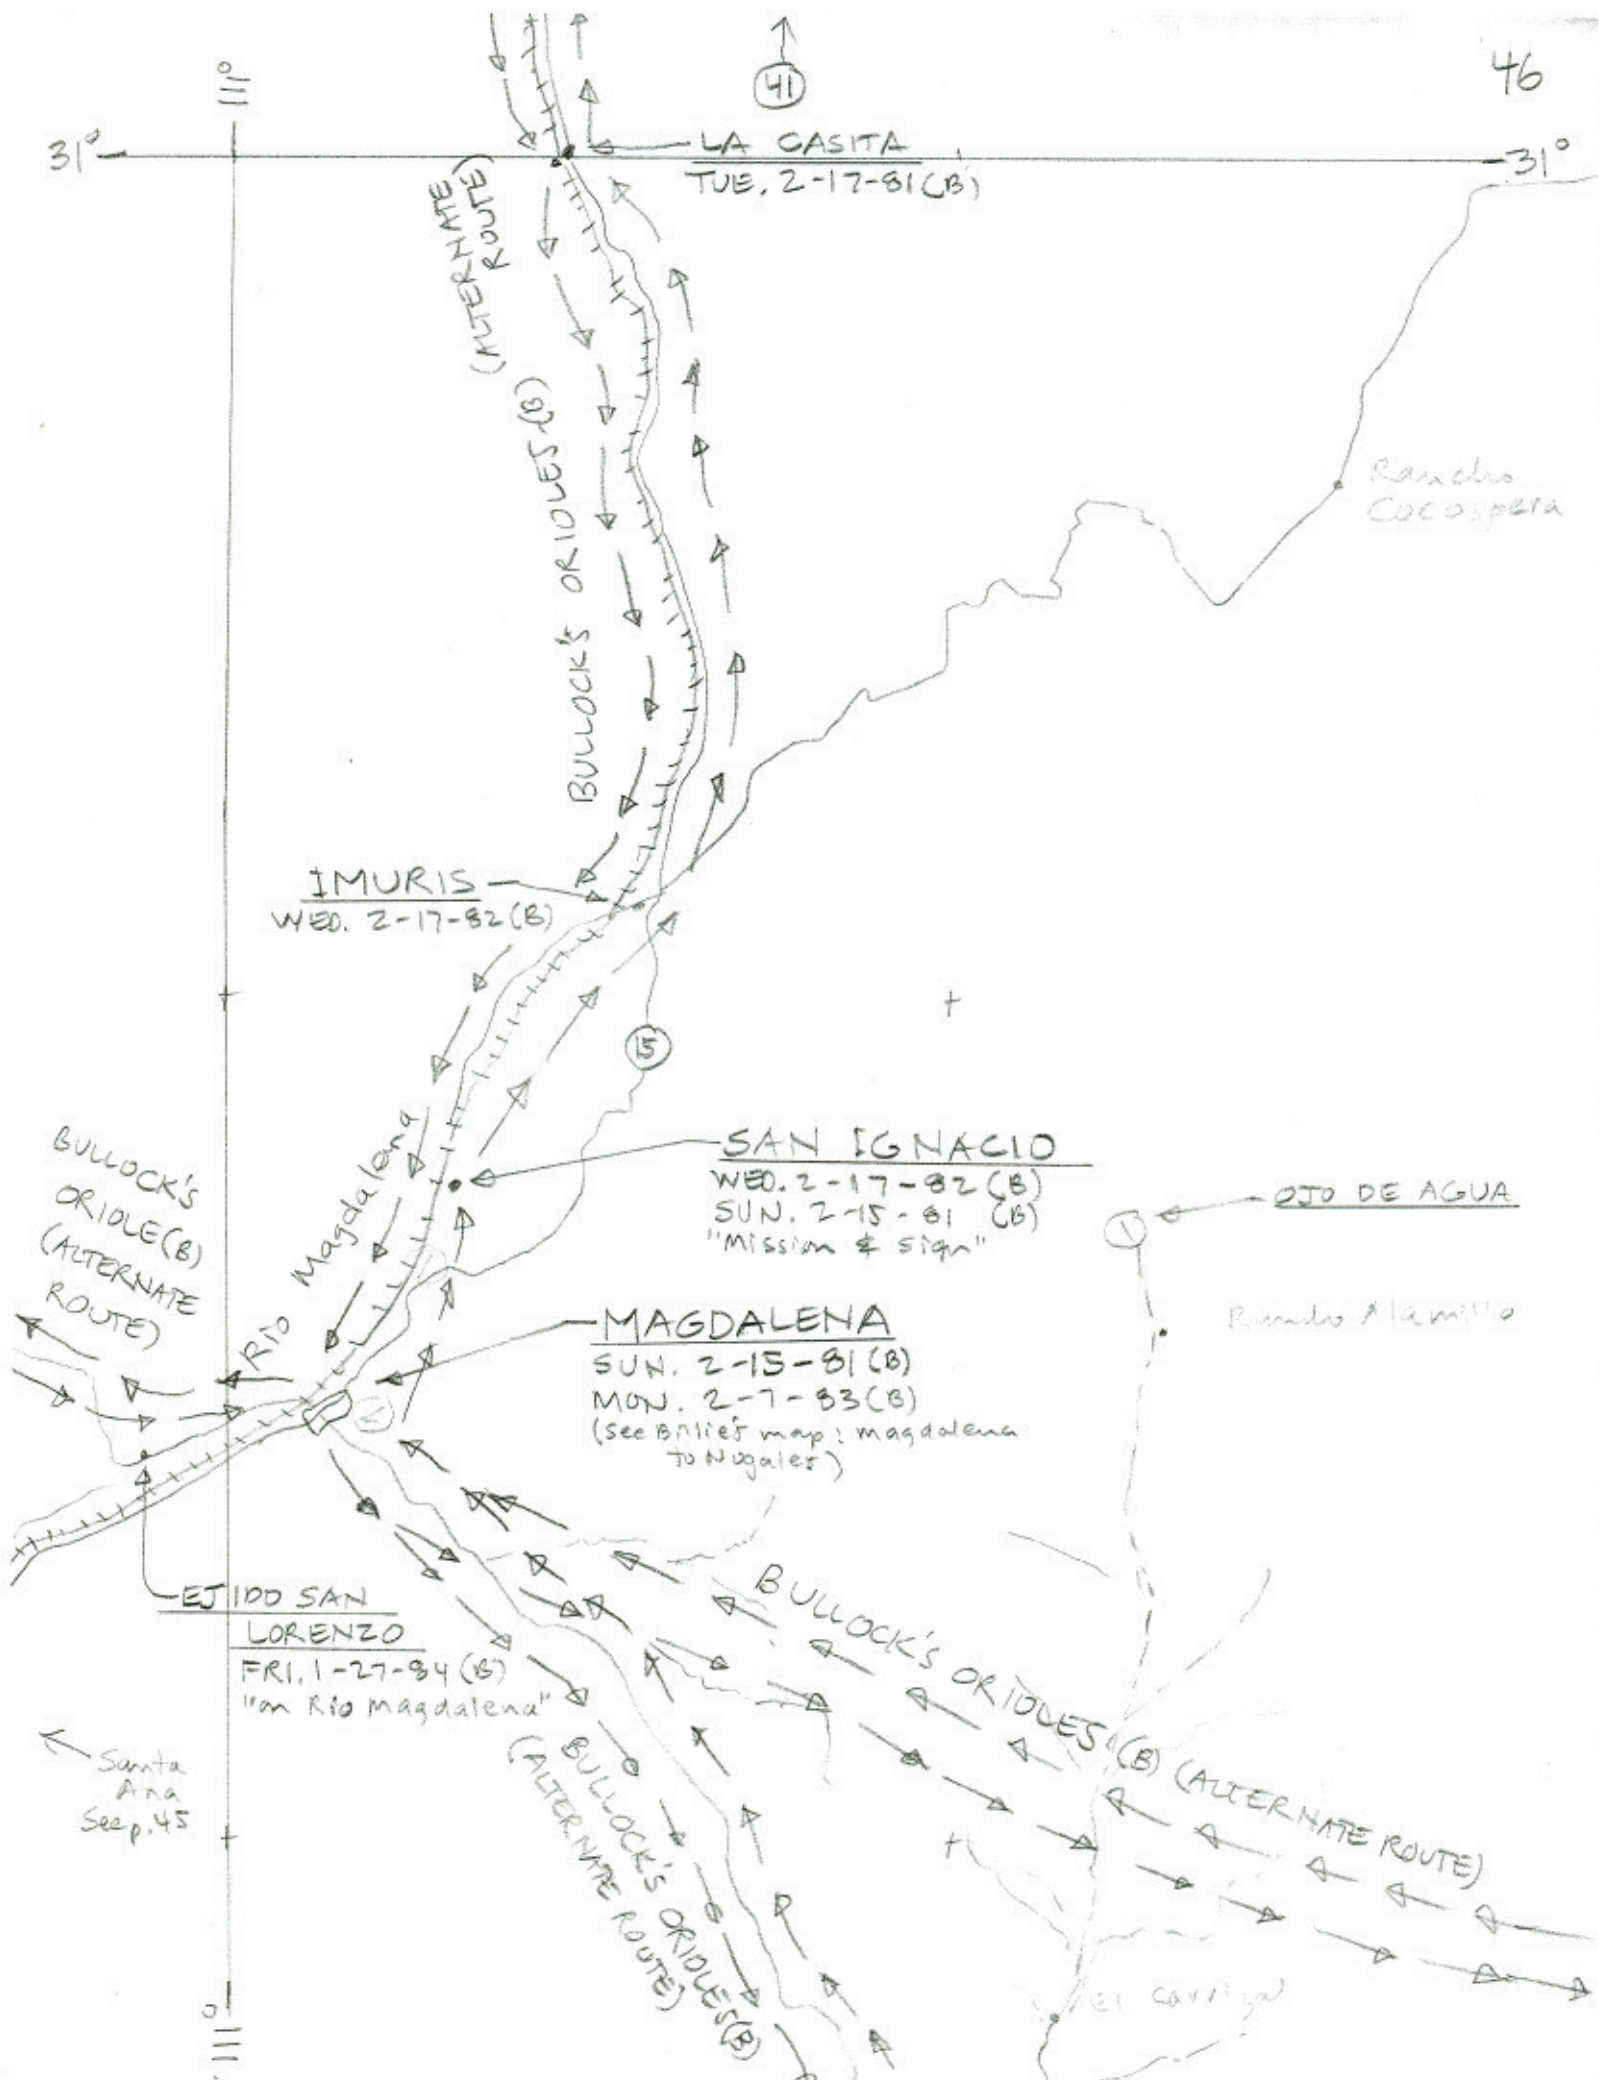 46
41
111°
31°
31°
LA CASITA
TUE. 2-17-81 (B)
(ALTERNATE
ROUTE)
BULLOCK'S ORIOLES (B)
Rancho
Cocospera
IMURIS
WED. 2-17-82 (B)
15
SAN IGNACIO
WED. 2-17-82 (B)
SUN. 2-15-81 (B)
"Mission & sign"
OJO DE AGUA
1
Rancho Alamillo
BULLOCK'S
ORIOLE (B)
(ALTERNATE
ROUTE)
RIO Magdalena
MAGDALENA
SUN. 2-15-81 (B)
MON. 2-7-83 (B)
(see Billie's map: magdalena
to Nogales)
EJIDO SAN
LORENZO
FRI. 1-27-84 (B)
"on Rio Magdalena"
Santa
Ana
See p. 45
BULLOCK'S ORIOLES (B) (ALTERNATE ROUTE)
BULLOCK'S ORIOLES (B)
(ALTERNATE ROUTE)
El Carrizal
111°